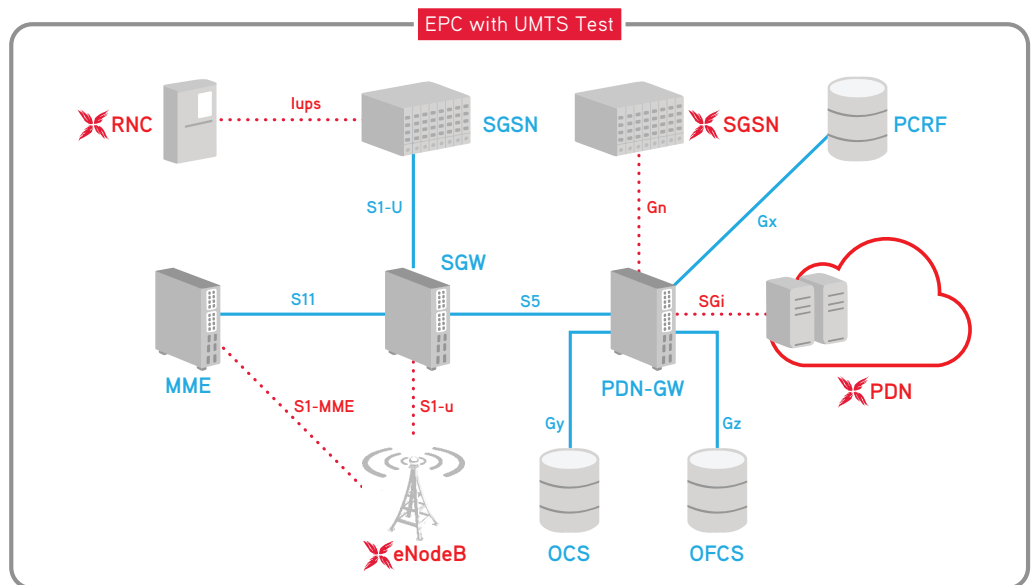 EPC with UMTS Test
RNC
Iups
SGSN
SGSN
PCRF
S1-U
Gn
Gx
SGW
S11
S5
SGi
MME
PDN-GW
PDN
S1-MME
S1-u
Gy
Gz
eNodeB
OCS
OFCS